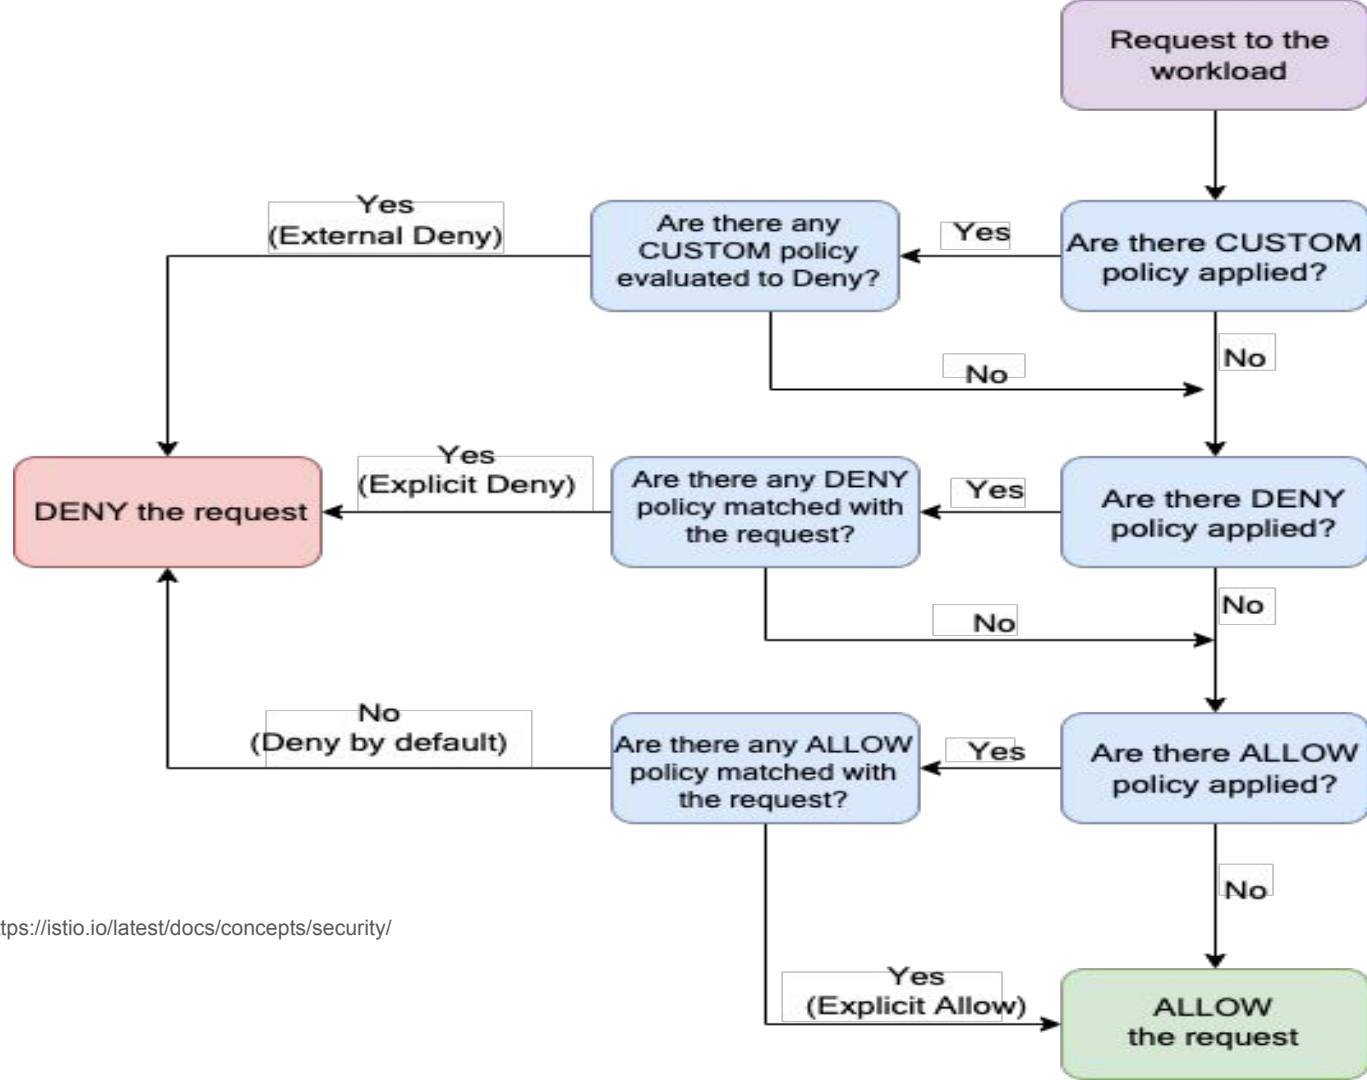 Request to the
workload
Yes
(External Deny)
Are there any
CUSTOM policy
evaluated to Deny?
Yes
Are there CUSTOM
policy applied?
No
No
DENY the request
Yes
(Explicit Deny)
Are there any DENY
policy matched with
the request?
Yes
Are there DENY
policy applied?
No
No
No
(Deny by default)
Are there any ALLOW
policy matched with
the request?
Yes
Are there ALLOW
policy applied?
No
tps://istio.io/latest/docs/concepts/security/
Yes
(Explicit Allow)
ALLOW
the request